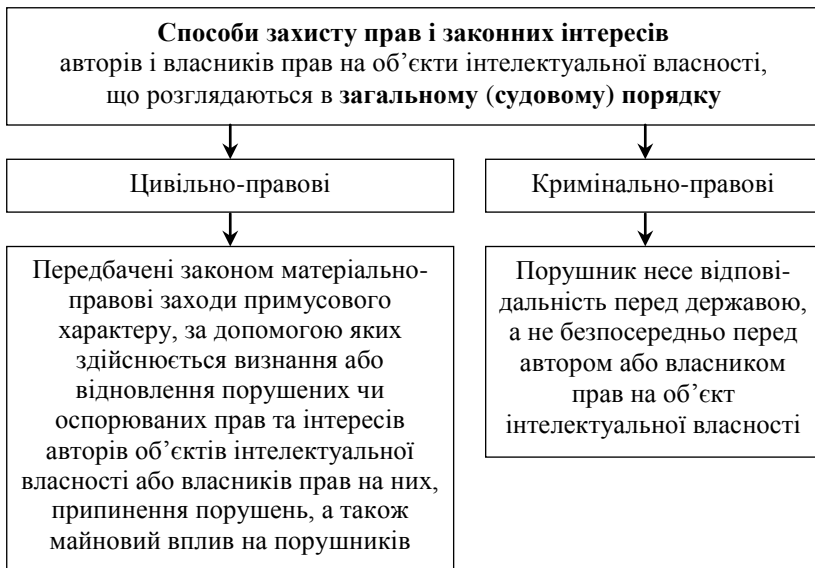 Способи захисту прав і законних інтересів
авторів і власників прав на об’єкти інтелектуальної власності,
що розглядаються в загальному (судовому) порядку
Цивільно-правові
Кримінально-правові
Передбачені законом матеріально-
правові заходи примусового
характеру, за допомогою яких
здійснюється визнання або
відновлення порушених чи
оспорюваних прав та інтересів
авторів об’єктів інтелектуальної
власності або власників прав на них,
припинення порушень, а також
майновий вплив на порушників
Порушник несе відпові-
дальність перед державою,
а не безпосередньо перед
автором або власником
прав на об’єкт
інтелектуальної власності